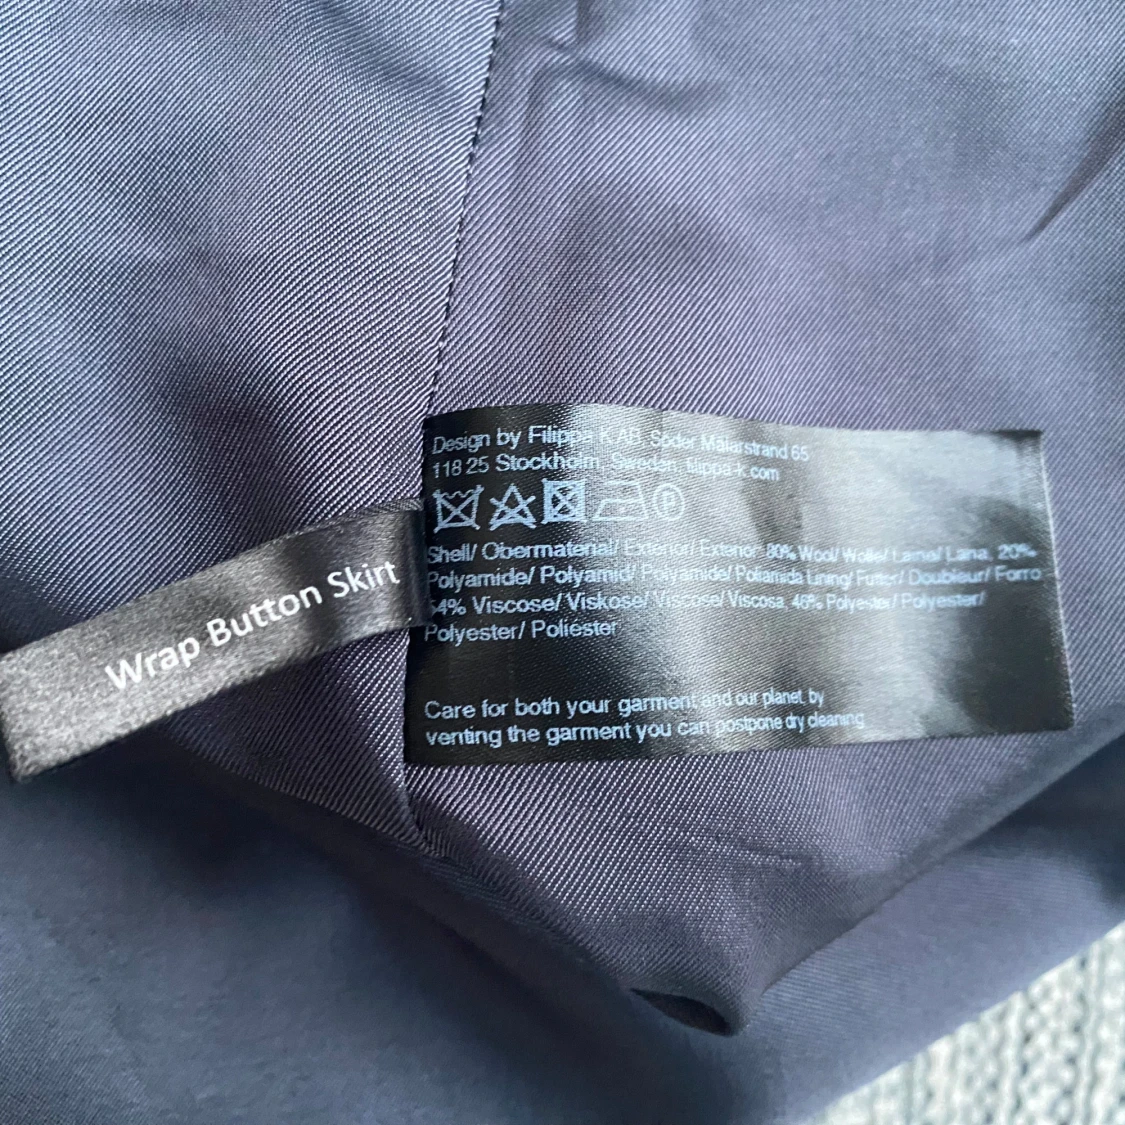 Wrap Button Skirt
Design by Filippa K AB, Söder Mälarstrand 65
118 25 Stockholm, Sweden, filippa-k.com
P
Shell/ Obermaterial/ Exterior/ Exterior 80% Wool/ Wolle/ Laine/ Lana, 20%
Polyamide/ Polyamid/ Polyamide/ Poliamida Lining/ Futter/ Doubleur/ Forro
54% Viscose/ Viskose/ Viscose/ Viscosa, 46% Polyester/ Polyester/
Polyester/ Poliéster
Care for both your garment and our planet, by
venting the garment you can postpone dry cleaning